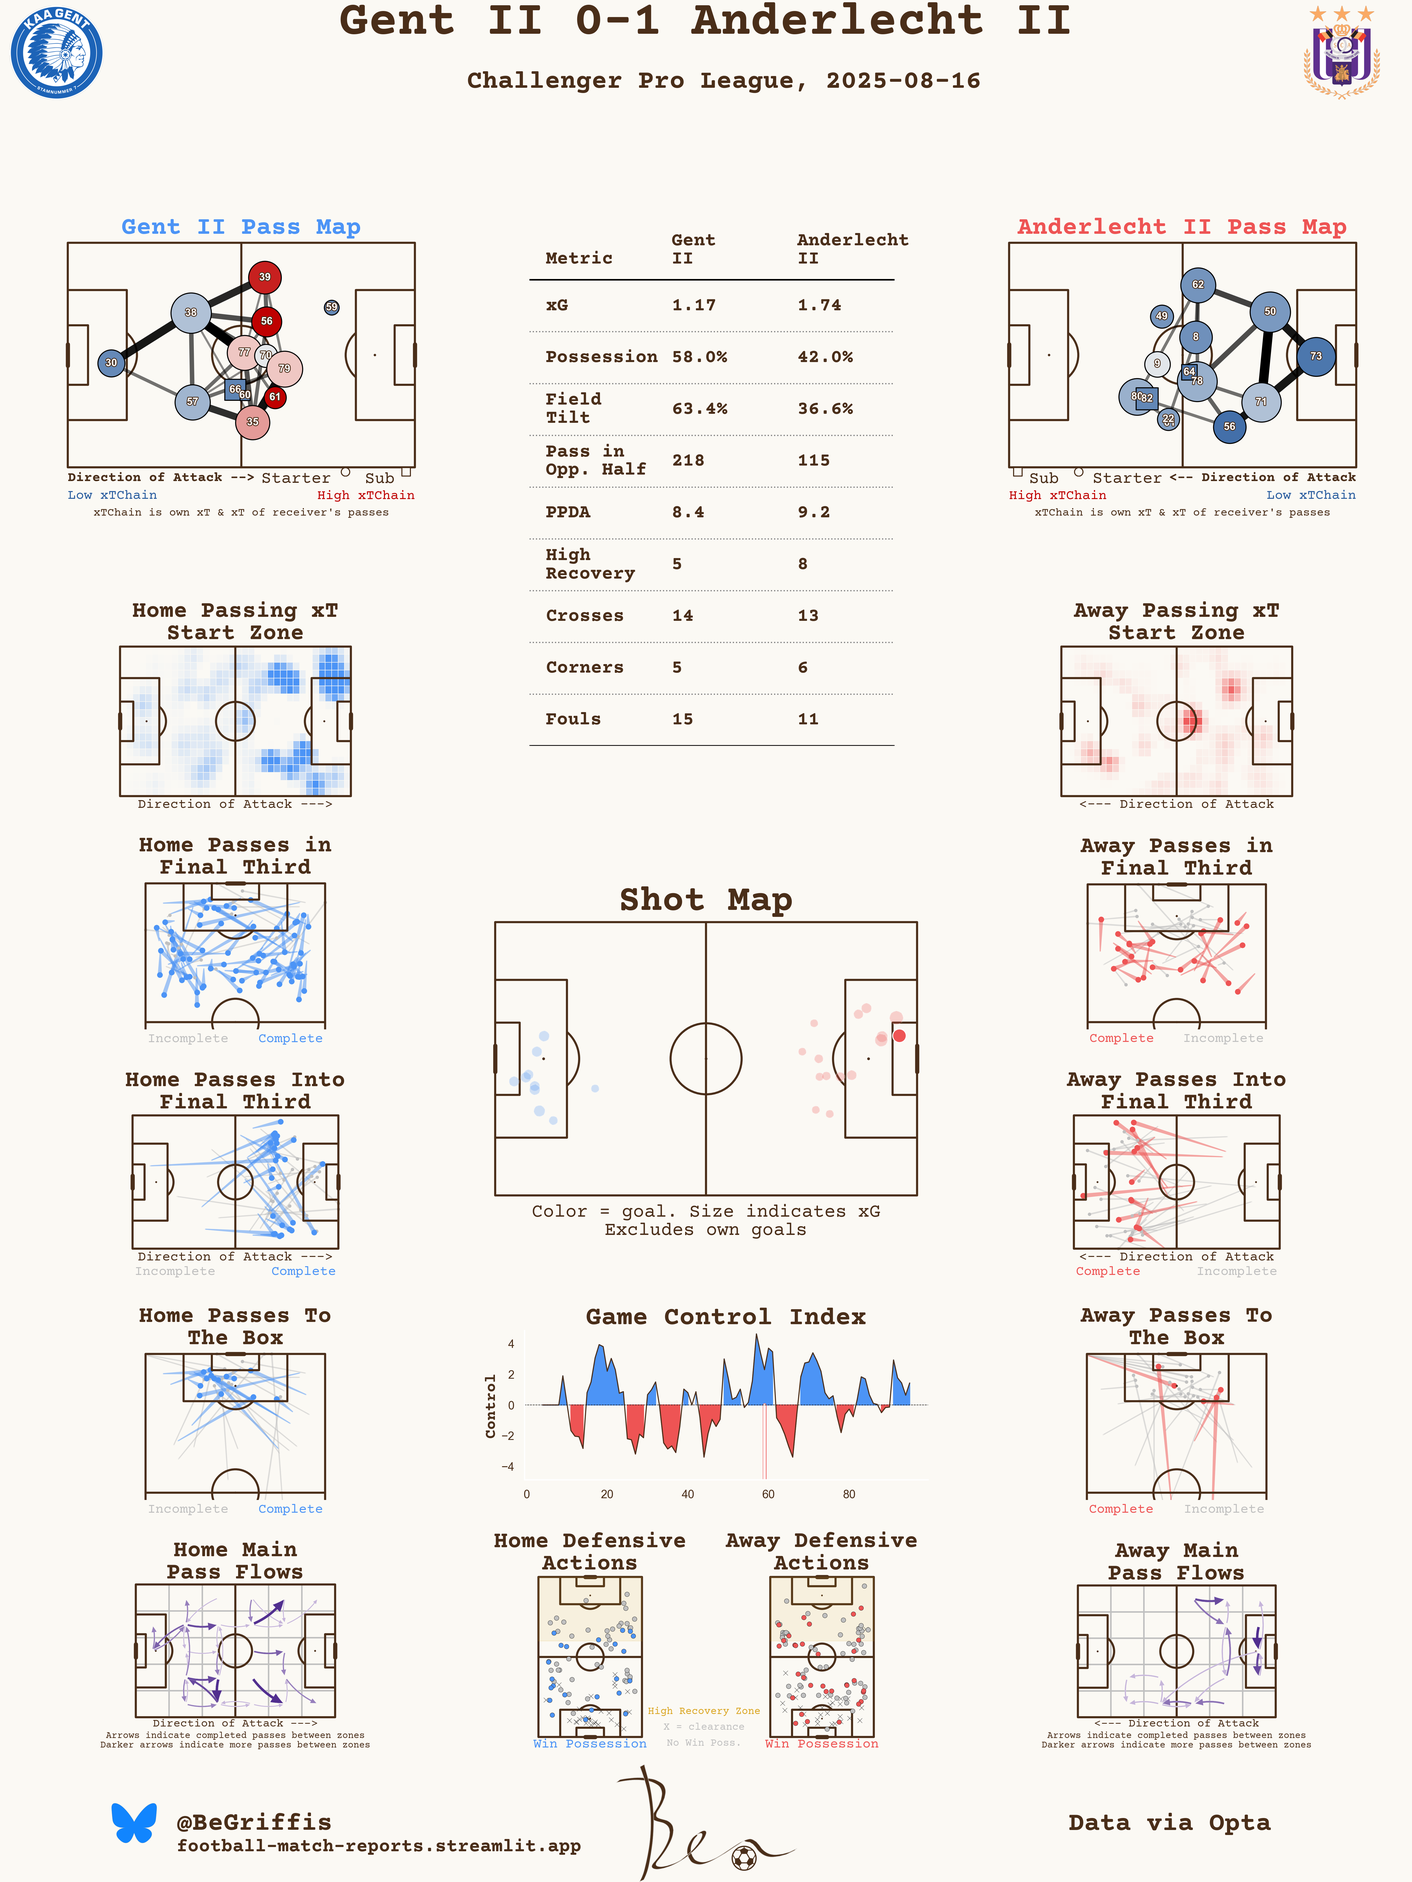 Gent II 0-1 Anderlecht II
Challenger Pro League, 2025-08-16
KAA GENT
STAMNUMMER 7
Gent II Pass Map
39
38
56
59
30
77
70
79
66
60
61
57
35
Direction of Attack --> Starter Sub
Low xTChain High xTChain
xTChain is own xT & xT of receiver's passes
Metric Gent II Anderlecht II
xG 1.17 1.74
Possession 58.0% 42.0%
Field Tilt 63.4% 36.6%
Pass in Opp. Half 218 115
PPDA 8.4 9.2
High Recovery 5 8
Crosses 14 13
Corners 5 6
Fouls 15 11
Anderlecht II Pass Map
62
49
50
8
73
9
64
78
80
82
71
22
56
Sub Starter <-- Direction of Attack
High xTChain Low xTChain
xTChain is own xT & xT of receiver's passes
Home Passing xT
Start Zone
Direction of Attack --->
Away Passing xT
Start Zone
<--- Direction of Attack
Home Passes in
Final Third
Incomplete Complete
Away Passes in
Final Third
Complete Incomplete
Shot Map
Color = goal. Size indicates xG
Excludes own goals
Home Passes Into
Final Third
Direction of Attack --->
Incomplete Complete
Away Passes Into
Final Third
<--- Direction of Attack
Complete Incomplete
Home Passes To
The Box
Incomplete Complete
Game Control Index
Control
4
2
0
−2
−4
0 20 40 60 80
Away Passes To
The Box
Complete Incomplete
Home Main
Pass Flows
Direction of Attack --->
Arrows indicate completed passes between zones
Darker arrows indicate more passes between zones
Home Defensive
Actions
Win Possession
High Recovery Zone
X = clearance
No Win Poss.
Away Defensive
Actions
Win Possession
Away Main
Pass Flows
<--- Direction of Attack
Arrows indicate completed passes between zones
Darker arrows indicate more passes between zones
@BeGriffis
football-match-reports.streamlit.app
Ben
Data via Opta